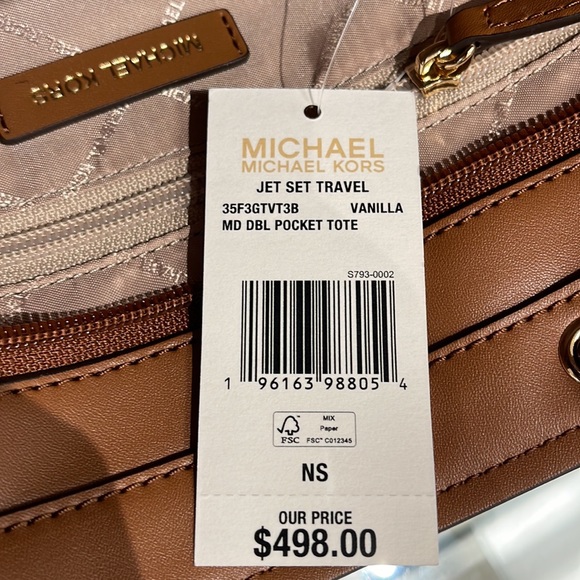 MICHAEL KORS
MICHAEL
MICHAEL KORS
JET SET TRAVEL
35F3GTVT3B VANILLA
MD DBL POCKET TOTE
S793-0002
1 96163 98805 4
FSC
MIX
Paper
FSC™ C012345
NS
OUR PRICE
$498.00